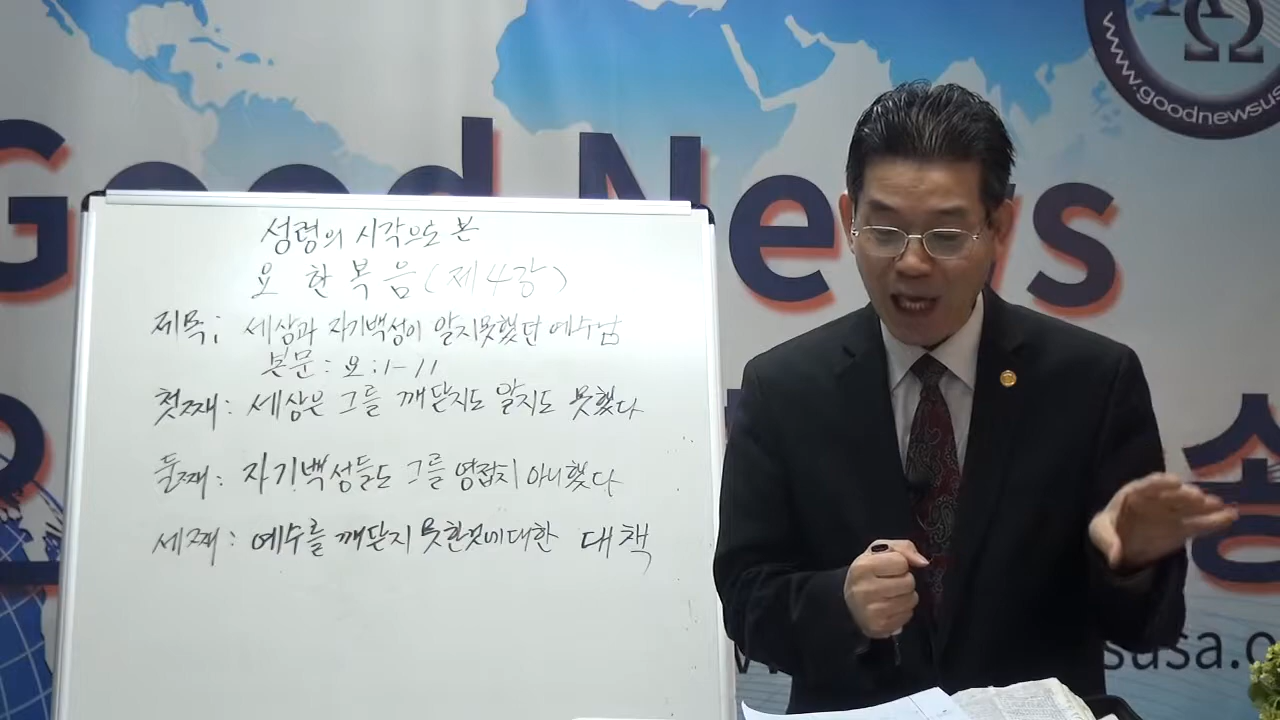 www.goodnewsus
Good News
성령의 시각으로 본
요한복음 (제4강)
제목; 세상과 자기백성이 알지못했던 예수님
본문: 요:1-11
첫째: 세상은 그를 깨닫지도 알지도 못했다
둘째: 자기백성들도 그를 영접치 아니했다
세째: 예수를 깨닫지 못한것에대한 대책
송
susa.o